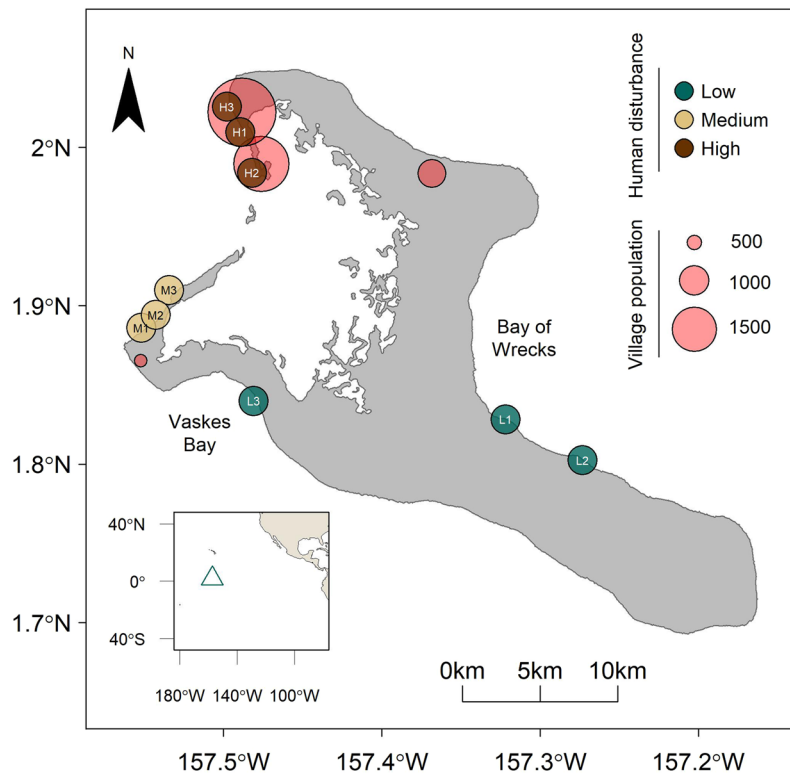 N
2°N
1.9°N
1.8°N
1.7°N
157.5°W
157.4°W
157.3°W
157.2°W
H3
H1
H2
M3
M2
M1
L3
L1
L2
Bay of
Wrecks
Vaskes
Bay
Human disturbance
Low
Medium
High
Village population
500
1000
1500
40°N
0°
40°S
180°W
140°W
100°W
0km
5km
10km